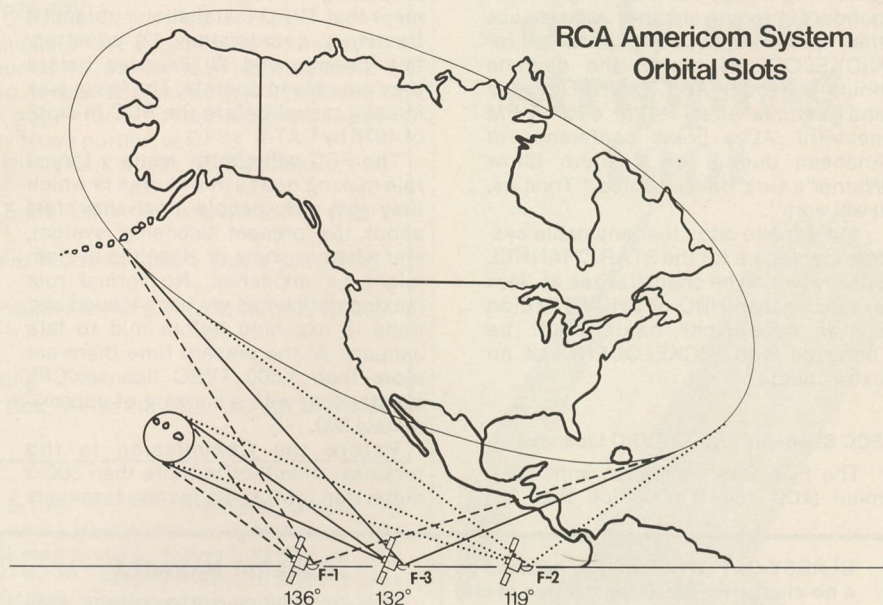 RCA Americom System
Orbital Slots
F-1
F-3
F-2
136°
132°
119°